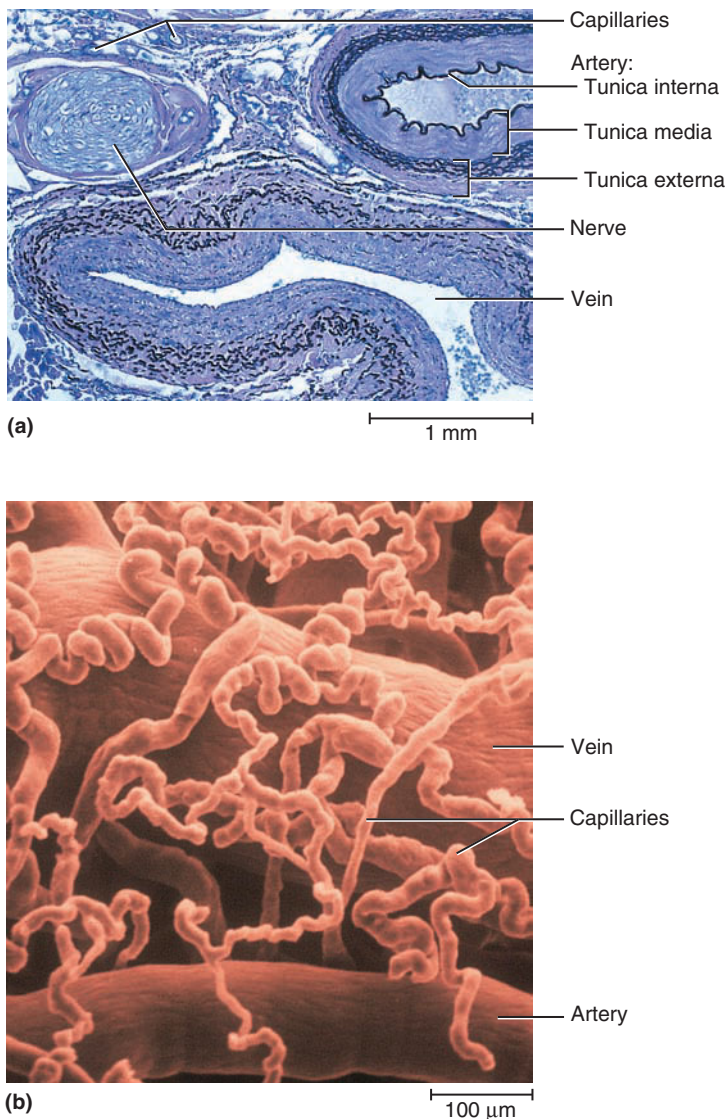 Capillaries
Artery:
Tunica interna
Tunica media
Tunica externa
Nerve
Vein
(a)
1 mm
Vein
Capillaries
Artery
(b)
100 μm